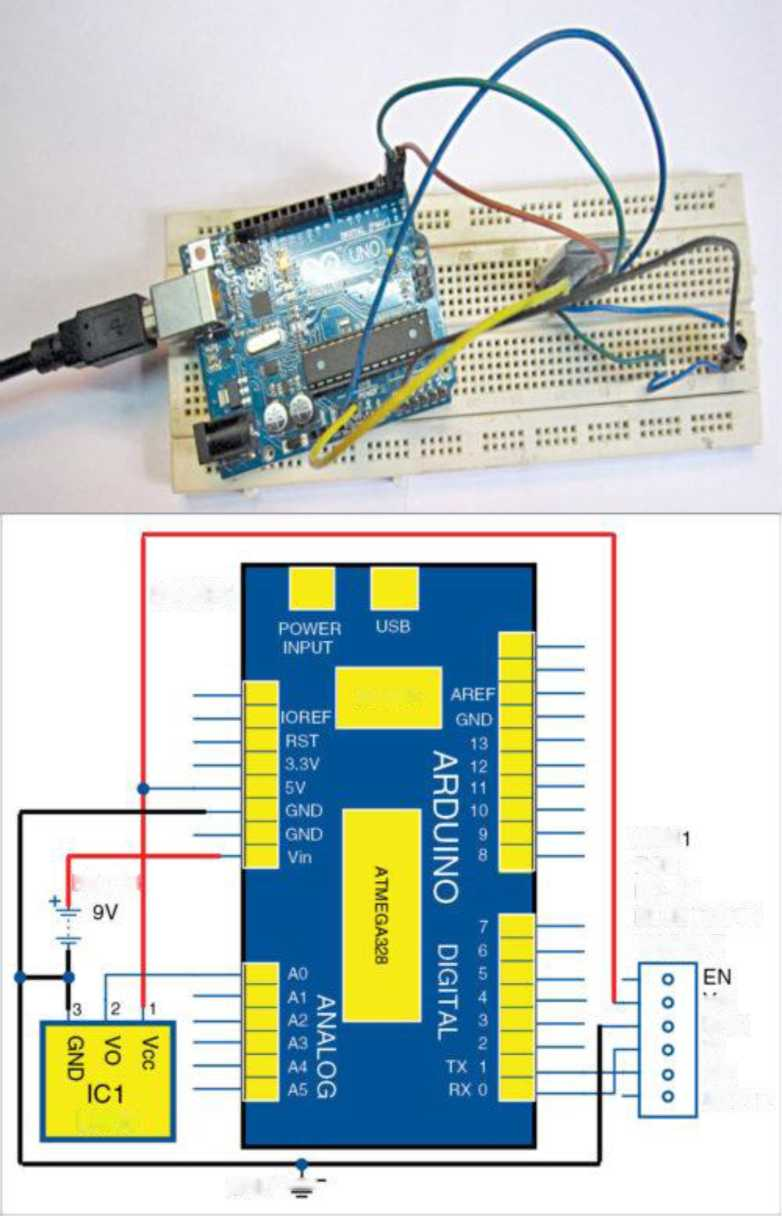 UNO
POWER
INPUT
USB
AREF
GND
13
12
11
10
9
8
IOREF
RST
3.3V
5V
GND
GND
Vin
ARDUINO
ATMEGA328
1
+
9V
7
6
5
4
3
2
TX 1
RX 0
DIGITAL
A0
A1
A2
A3
A4
A5
ANALOG
EN
3
2
1
GND
VO
Vcc
IC1
-